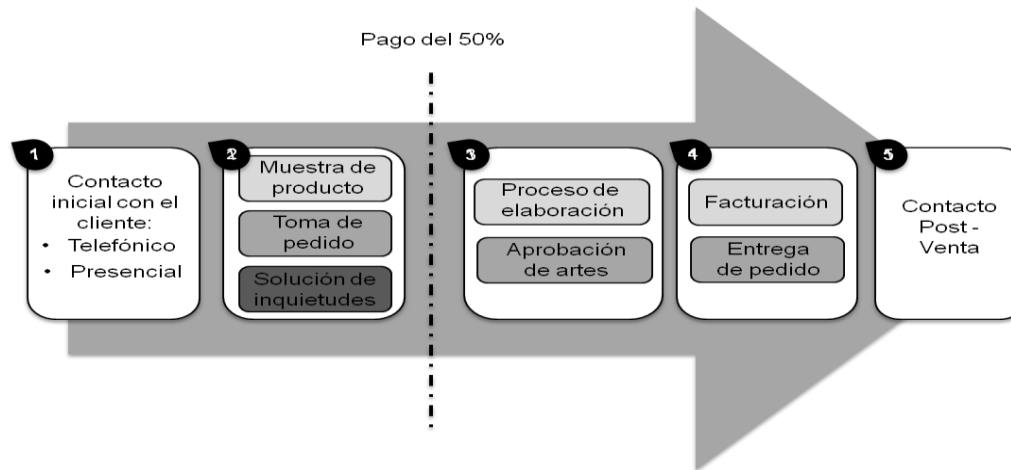 Pago del 50%
1
Contacto
inicial con el
cliente:
• Telefónico
• Presencial
2
Muestra de
producto
Toma de
pedido
Solución de
inquietudes
3
Proceso de
elaboración
Aprobación
de artes
4
Facturación
Entrega
de pedido
5
Contacto
Post -
Venta